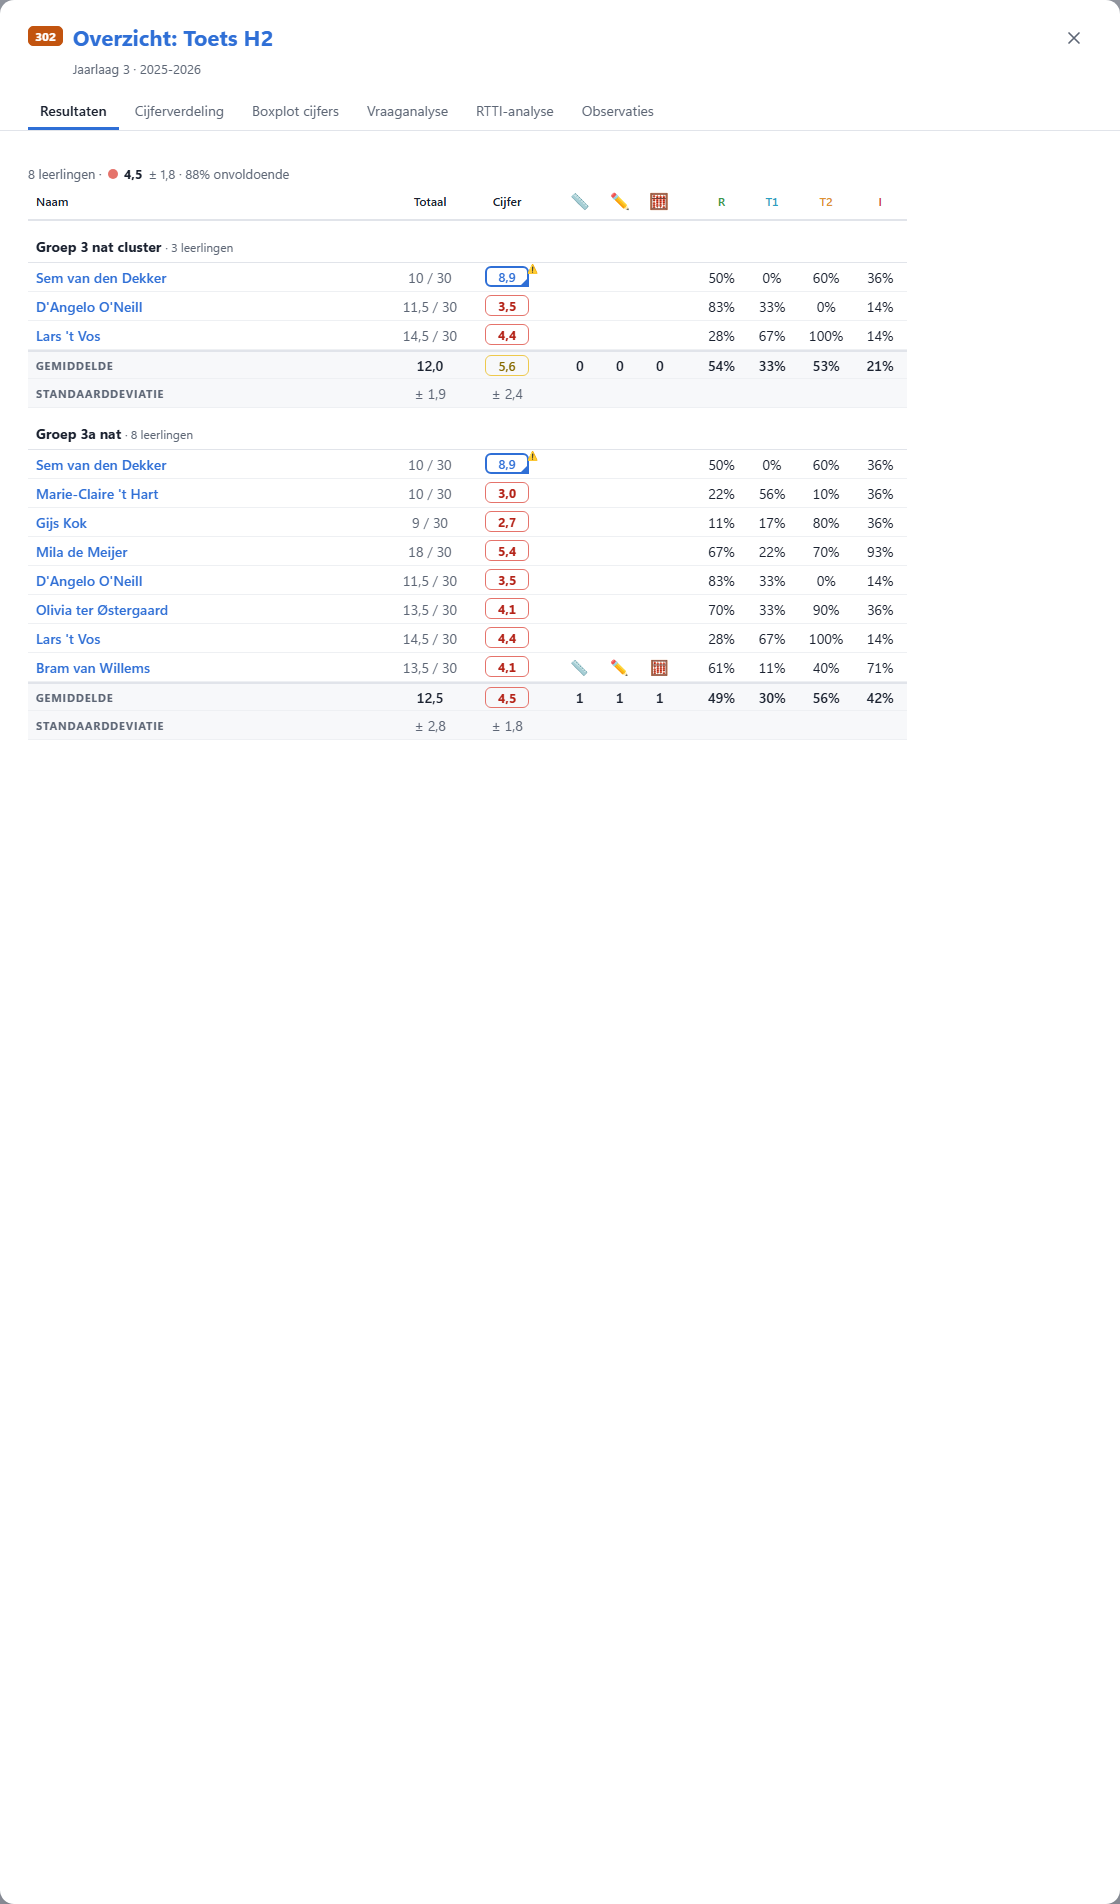 302 Overzicht: Toets H2
Jaarlaag 3 · 2025-2026
Resultaten Cijferverdeling Boxplot cijfers Vraaganalyse RTTI-analyse Observaties
8 leerlingen · 4,5 ± 1,8 · 88% onvoldoende
Naam Totaal Cijfer R T1 T2 I
Groep 3 nat cluster · 3 leerlingen
Sem van den Dekker 10 / 30 8,9 50% 0% 60% 36%
D'Angelo O'Neill 11,5 / 30 3,5 83% 33% 0% 14%
Lars 't Vos 14,5 / 30 4,4 28% 67% 100% 14%
GEMIDDELDE 12,0 5,6 0 0 0 54% 33% 53% 21%
STANDAARDDEVIATIE ± 1,9 ± 2,4
Groep 3a nat · 8 leerlingen
Sem van den Dekker 10 / 30 8,9 50% 0% 60% 36%
Marie-Claire 't Hart 10 / 30 3,0 22% 56% 10% 36%
Gijs Kok 9 / 30 2,7 11% 17% 80% 36%
Mila de Meijer 18 / 30 5,4 67% 22% 70% 93%
D'Angelo O'Neill 11,5 / 30 3,5 83% 33% 0% 14%
Olivia ter Østergaard 13,5 / 30 4,1 70% 33% 90% 36%
Lars 't Vos 14,5 / 30 4,4 28% 67% 100% 14%
Bram van Willems 13,5 / 30 4,1 61% 11% 40% 71%
GEMIDDELDE 12,5 4,5 1 1 1 49% 30% 56% 42%
STANDAARDDEVIATIE ± 2,8 ± 1,8